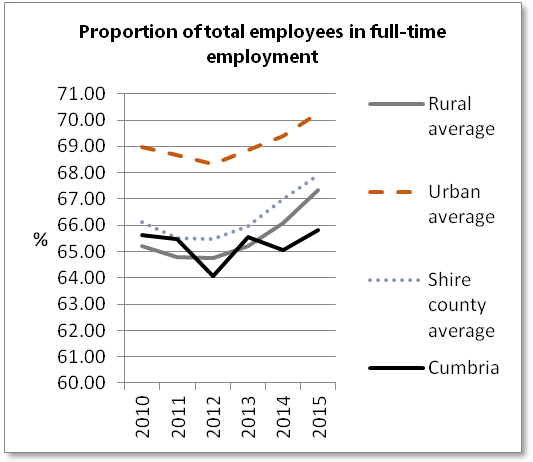 Proportion of total employees in full-time
employment
71.00
70.00
69.00
68.00
67.00
66.00
65.00
64.00
63.00
62.00
61.00
60.00
%
2010
2011
2012
2013
2014
2015
Rural
average
Urban
average
Shire
county
average
Cumbria